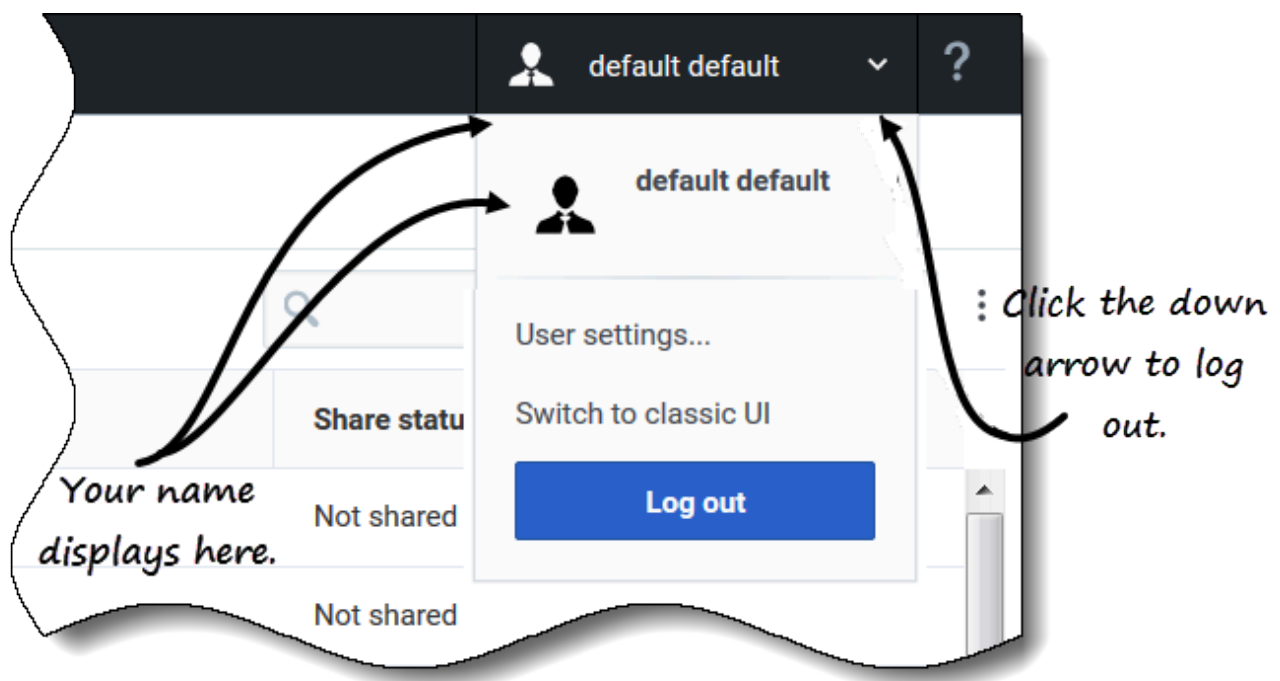 default default
?
default default
User settings...
Switch to classic UI
Log out
Share statu
Not shared
Not shared
Your name
displays here.
Click the down
arrow to log
out.